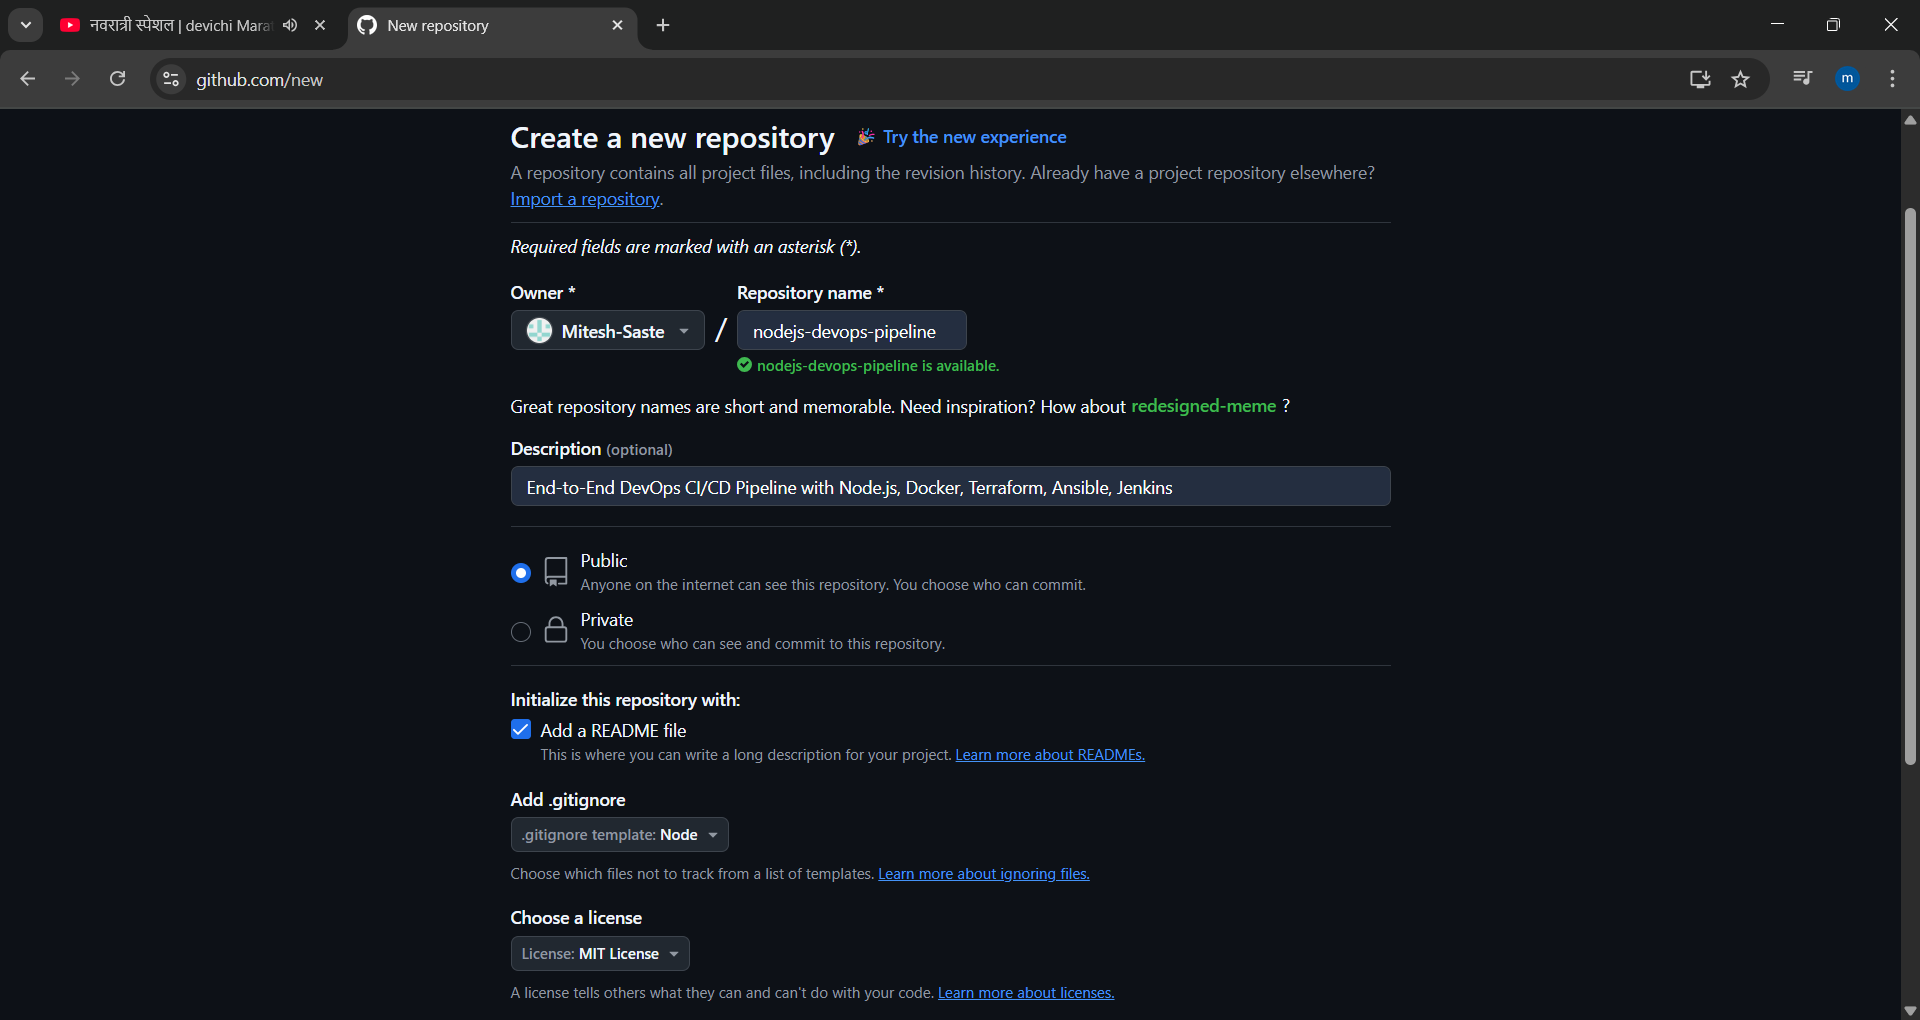 नवरात्री स्पेशल | devichi Mara
New repository
github.com/new
m
Create a new repository
Try the new experience
A repository contains all project files, including the revision history. Already have a project repository elsewhere?
Import a repository.
Required fields are marked with an asterisk (*).
Owner *
Repository name *
Mitesh-Saste
/
nodejs-devops-pipeline
nodejs-devops-pipeline is available.
Great repository names are short and memorable. Need inspiration? How about redesigned-meme ?
Description (optional)
End-to-End DevOps CI/CD Pipeline with Node.js, Docker, Terraform, Ansible, Jenkins
Public
Anyone on the internet can see this repository. You choose who can commit.
Private
You choose who can see and commit to this repository.
Initialize this repository with:
Add a README file
This is where you can write a long description for your project. Learn more about READMEs.
Add .gitignore
.gitignore template: Node
Choose which files not to track from a list of templates. Learn more about ignoring files.
Choose a license
License: MIT License
A license tells others what they can and can't do with your code. Learn more about licenses.